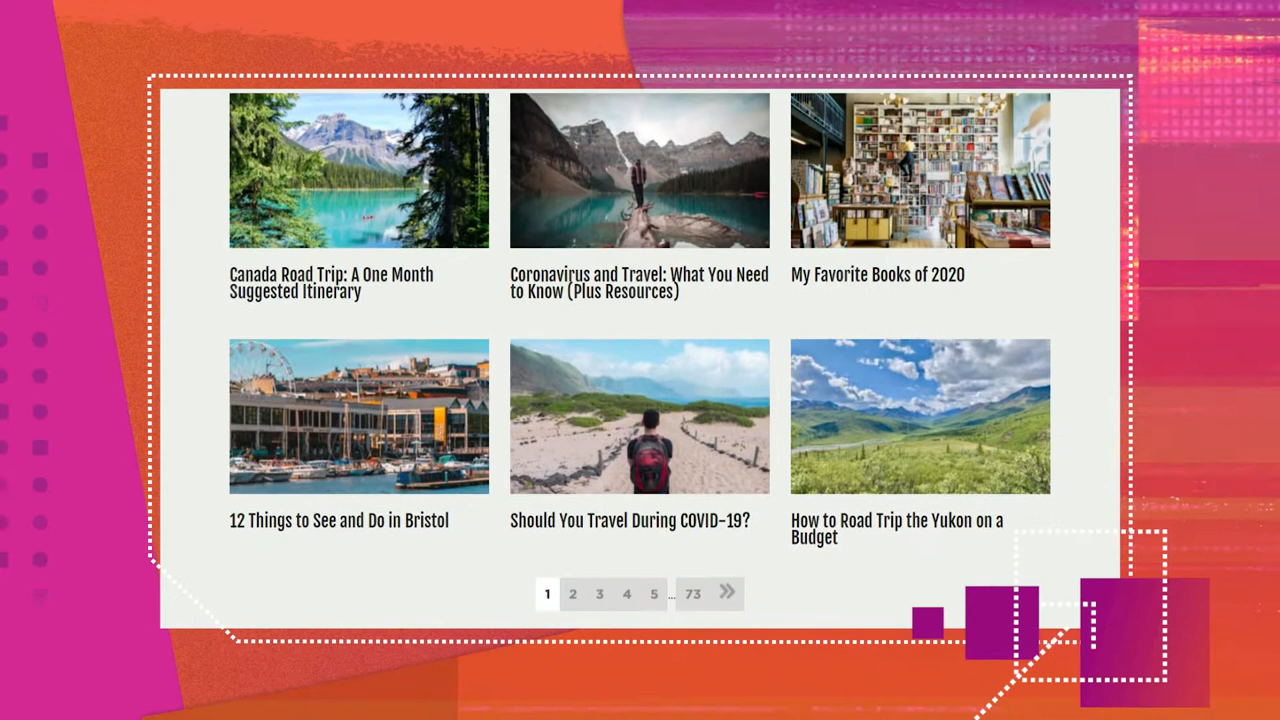 Canada Road Trip: A One Month
Suggested Itinerary
Coronavirus and Travel: What You Need
to Know (Plus Resources)
My Favorite Books of 2020
12 Things to See and Do in Bristol
Should You Travel During COVID-19?
How to Road Trip the Yukon on a
Budget
1 2 3 4 5 ... 73 »